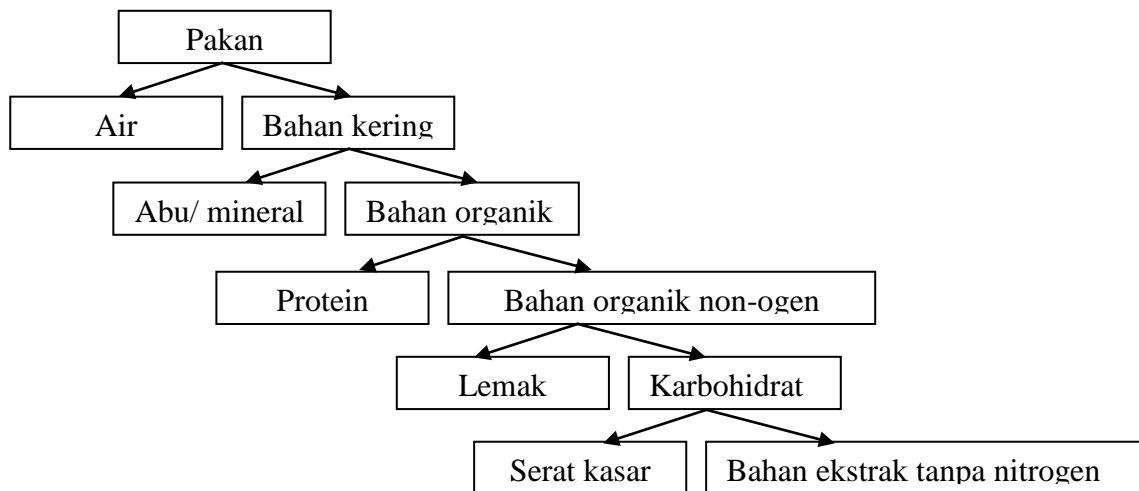 Pakan
Air
Bahan kering
Abu/ mineral
Bahan organik
Protein
Bahan organik non-ogen
Lemak
Karbohidrat
Serat kasar
Bahan ekstrak tanpa nitrogen